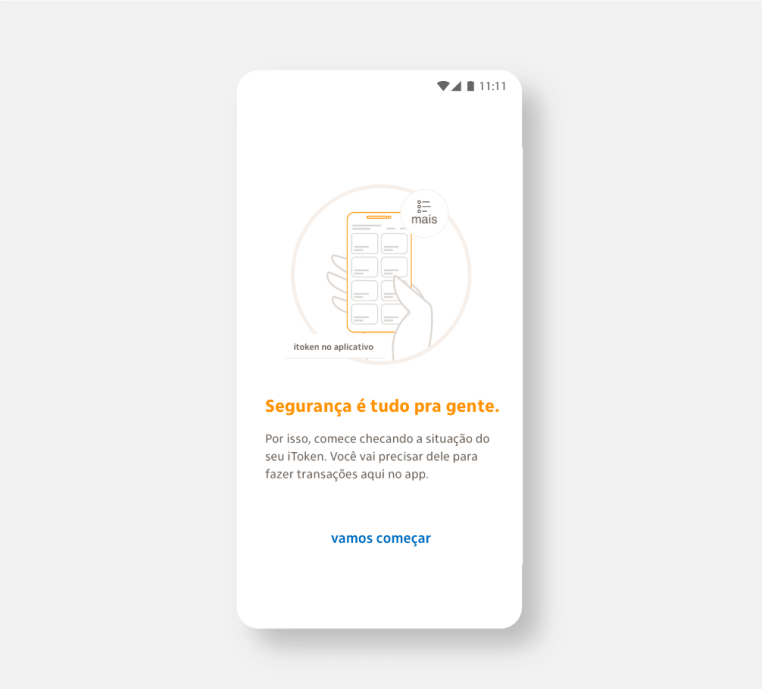 11:11
mais
itoken no aplicativo
Segurança é tudo pra gente.
Por isso, comece checando a situação do
seu iToken. Você vai precisar dele para
fazer transações aqui no app.
vamos começar